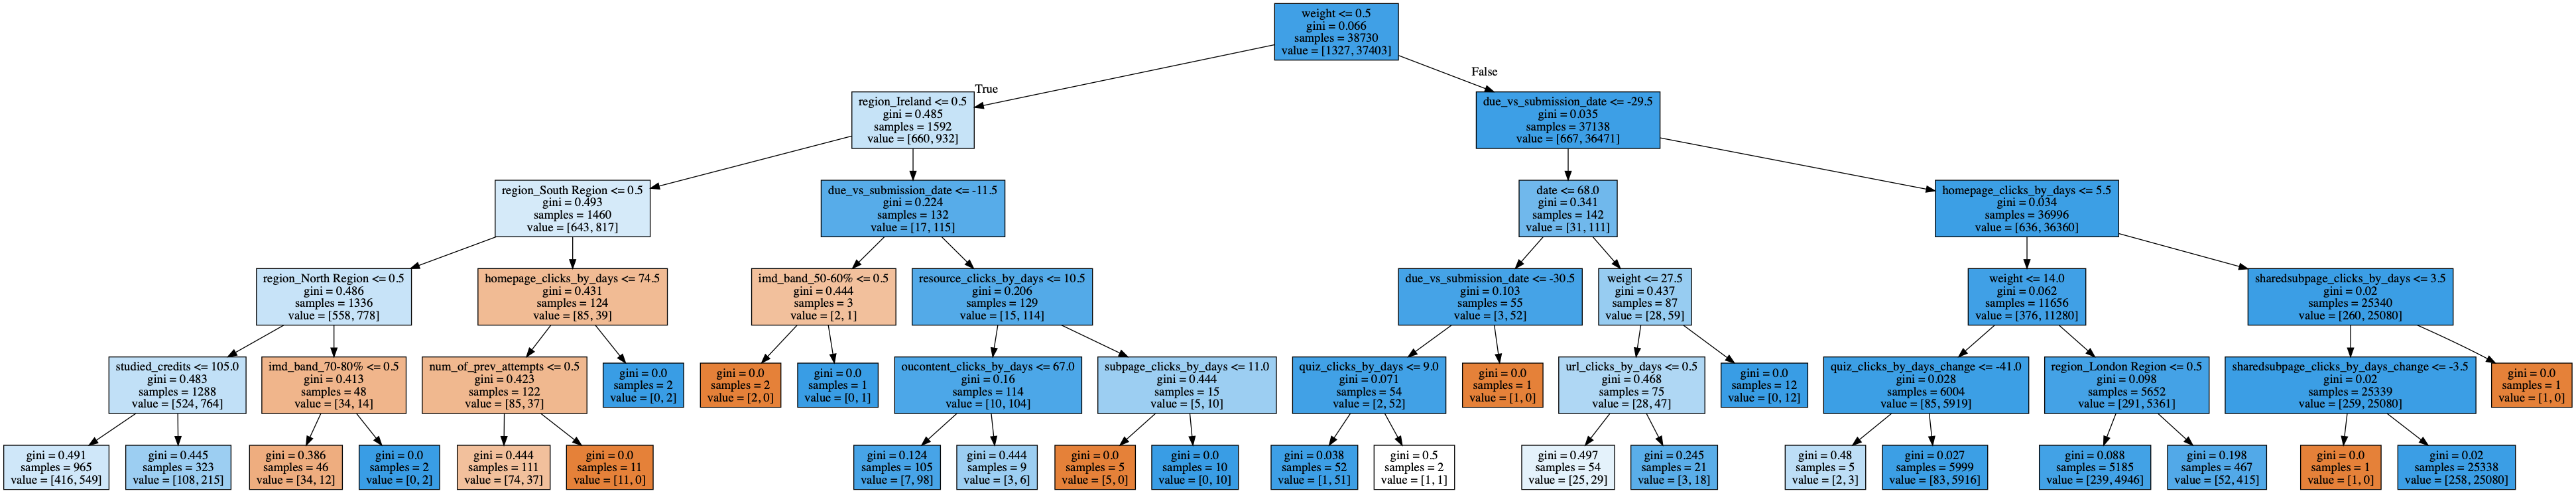 weight <= 0.5
gini = 0.066
samples = 38730
value = [1327, 37403]
True
False
region_Ireland <= 0.5
gini = 0.485
samples = 1592
value = [660, 932]
due_vs_submission_date <= -29.5
gini = 0.035
samples = 37138
value = [667, 36471]
region_South Region <= 0.5
gini = 0.493
samples = 1460
value = [643, 817]
due_vs_submission_date <= -11.5
gini = 0.224
samples = 132
value = [17, 115]
date <= 68.0
gini = 0.341
samples = 142
value = [31, 111]
homepage_clicks_by_days <= 5.5
gini = 0.034
samples = 36996
value = [636, 36360]
region_North Region <= 0.5
gini = 0.486
samples = 1336
value = [558, 778]
homepage_clicks_by_days <= 74.5
gini = 0.431
samples = 124
value = [85, 39]
imd_band_50-60% <= 0.5
gini = 0.444
samples = 3
value = [2, 1]
resource_clicks_by_days <= 10.5
gini = 0.206
samples = 129
value = [15, 114]
due_vs_submission_date <= -30.5
gini = 0.103
samples = 55
value = [3, 52]
weight <= 27.5
gini = 0.437
samples = 87
value = [28, 59]
weight <= 14.0
gini = 0.062
samples = 11656
value = [376, 11280]
sharedsubpage_clicks_by_days <= 3.5
gini = 0.02
samples = 25340
value = [260, 25080]
studied_credits <= 105.0
gini = 0.483
samples = 1288
value = [524, 764]
imd_band_70-80% <= 0.5
gini = 0.413
samples = 48
value = [34, 14]
num_of_prev_attempts <= 0.5
gini = 0.423
samples = 122
value = [85, 37]
gini = 0.0
samples = 2
value = [0, 2]
gini = 0.0
samples = 2
value = [2, 0]
gini = 0.0
samples = 1
value = [0, 1]
oucontent_clicks_by_days <= 67.0
gini = 0.16
samples = 114
value = [10, 104]
subpage_clicks_by_days <= 11.0
gini = 0.444
samples = 15
value = [5, 10]
quiz_clicks_by_days <= 9.0
gini = 0.071
samples = 54
value = [2, 52]
gini = 0.0
samples = 1
value = [1, 0]
url_clicks_by_days <= 0.5
gini = 0.468
samples = 75
value = [28, 47]
gini = 0.0
samples = 12
value = [0, 12]
quiz_clicks_by_days_change <= -41.0
gini = 0.028
samples = 6004
value = [85, 5919]
region_London Region <= 0.5
gini = 0.098
samples = 5652
value = [291, 5361]
sharedsubpage_clicks_by_days_change <= -3.5
gini = 0.02
samples = 25339
value = [259, 25080]
gini = 0.0
samples = 1
value = [1, 0]
gini = 0.491
samples = 965
value = [416, 549]
gini = 0.445
samples = 323
value = [108, 215]
gini = 0.386
samples = 46
value = [34, 12]
gini = 0.0
samples = 2
value = [0, 2]
gini = 0.444
samples = 111
value = [74, 37]
gini = 0.0
samples = 11
value = [11, 0]
gini = 0.124
samples = 105
value = [7, 98]
gini = 0.444
samples = 9
value = [3, 6]
gini = 0.0
samples = 5
value = [5, 0]
gini = 0.0
samples = 10
value = [0, 10]
gini = 0.038
samples = 52
value = [1, 51]
gini = 0.5
samples = 2
value = [1, 1]
gini = 0.497
samples = 54
value = [25, 29]
gini = 0.245
samples = 21
value = [3, 18]
gini = 0.48
samples = 5
value = [2, 3]
gini = 0.027
samples = 5999
value = [83, 5916]
gini = 0.088
samples = 5185
value = [239, 4946]
gini = 0.198
samples = 467
value = [52, 415]
gini = 0.0
samples = 1
value = [1, 0]
gini = 0.02
samples = 25338
value = [258, 25080]